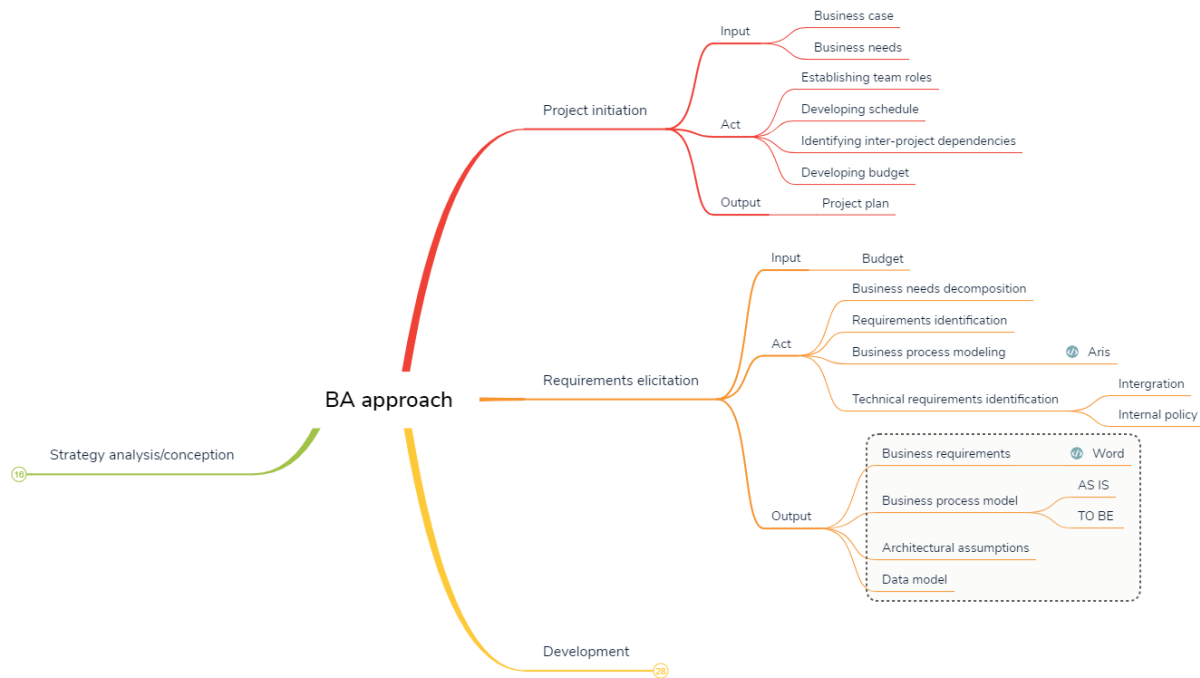 Business case
Input
Business needs
Establishing team roles
Project initiation
Developing schedule
Act
Identifying inter-project dependencies
Developing budget
Output
Project plan
Input
Budget
Business needs decomposition
Requirements identification
Act
Business process modeling
Aris
Requirements elicitation
Technical requirements identification
Intergration
Internal policy
BA approach
Strategy analysis/conception
16
Business requirements
Word
Business process model
AS IS
TO BE
Output
Architectural assumptions
Data model
Development
28